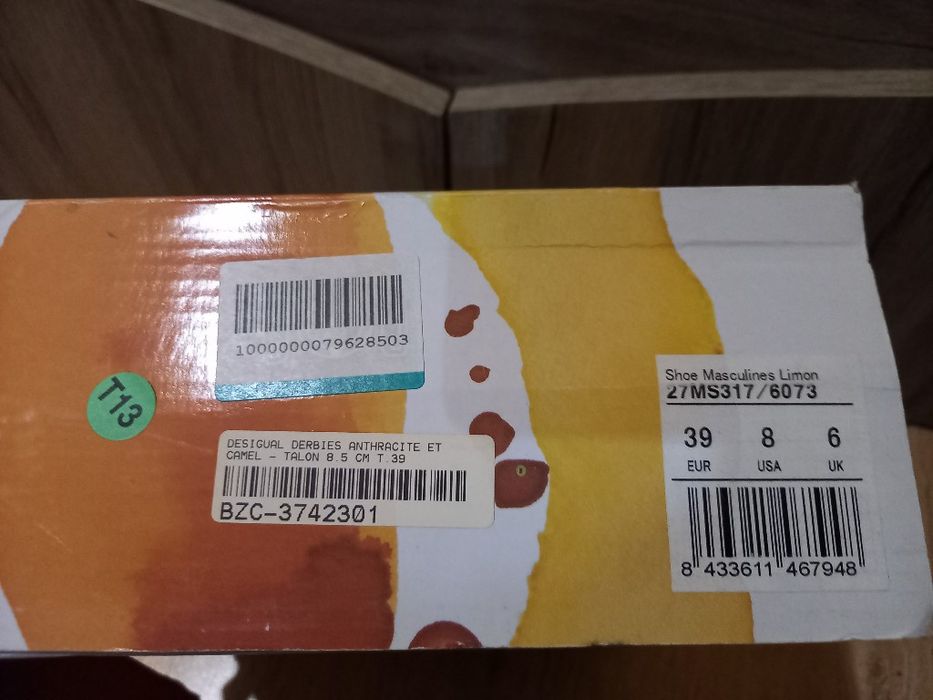 1000000079628503
T13
DESIGUAL DERBIES ANTHRACITE ET
CAMEL - TALON 8.5 CM T.39
BZC-3742301
Shoe Masculines Limon
27MS317/6073
39 8 6
EUR USA UK
8 433611 467948